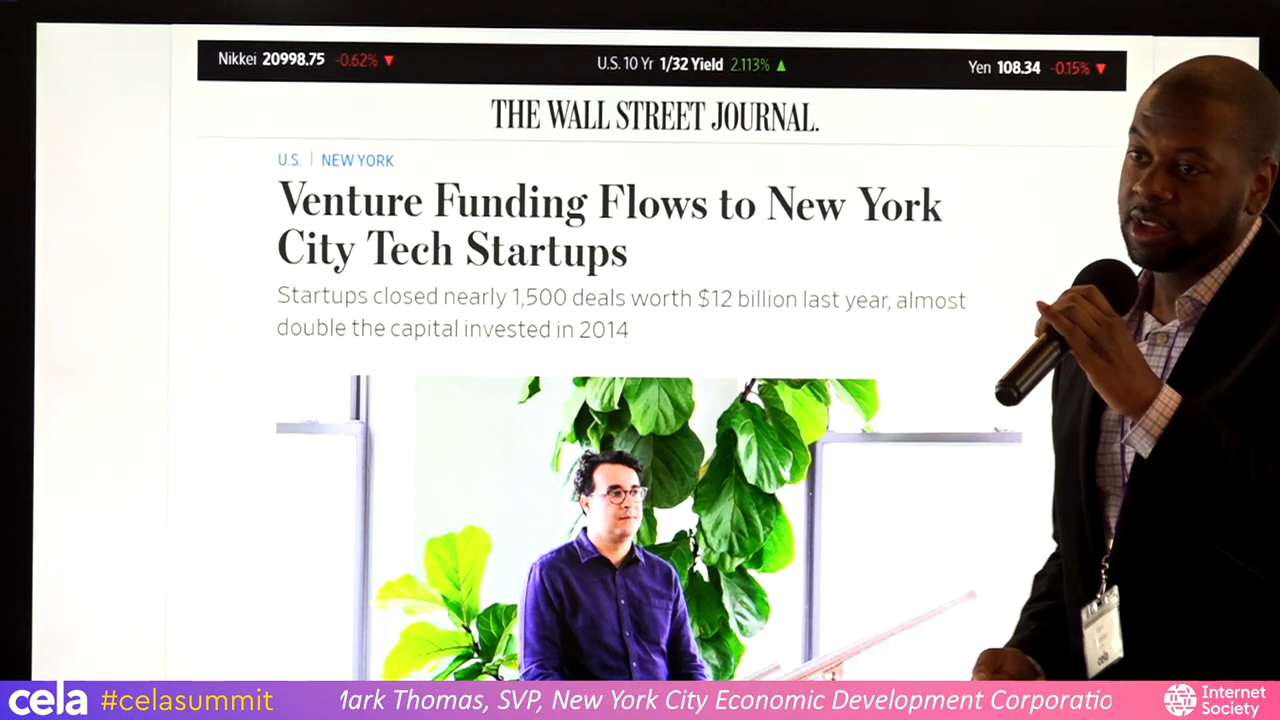 Nikkei 20998.75 -0.62% ▼ U.S. 10 Yr 1/32 Yield 2.113% ▲ Yen 108.34 -0.15% ▼
THE WALL STREET JOURNAL.
U.S. | NEW YORK
Venture Funding Flows to New York
City Tech Startups
Startups closed nearly 1,500 deals worth $12 billion last year, almost
double the capital invested in 2014
cela
cela #celasummit Mark Thomas, SVP, New York City Economic Development Corporatio Internet
Society